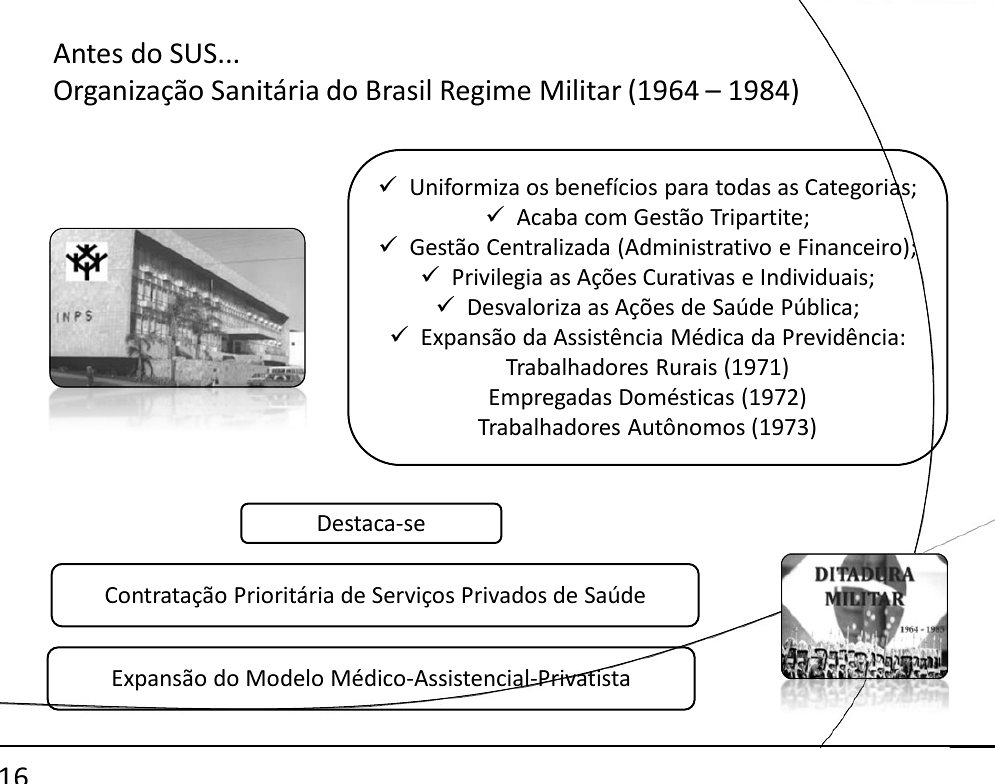 Antes do SUS...
Organização Sanitária do Brasil Regime Militar (1964 – 1984)
✓ Uniformiza os benefícios para todas as Categorias;
✓ Acaba com Gestão Tripartite;
✓ Gestão Centralizada (Administrativo e Financeiro);
✓ Privilegia as Ações Curativas e Individuais;
✓ Desvaloriza as Ações de Saúde Pública;
✓ Expansão da Assistência Médica da Previdência:
Trabalhadores Rurais (1971)
Empregadas Domésticas (1972)
Trabalhadores Autônomos (1973)
INPS
Destaca-se
Contratação Prioritária de Serviços Privados de Saúde
Expansão do Modelo Médico-Assistencial-Privatista
DITADURA
MILITAR
1964 - 1985
16